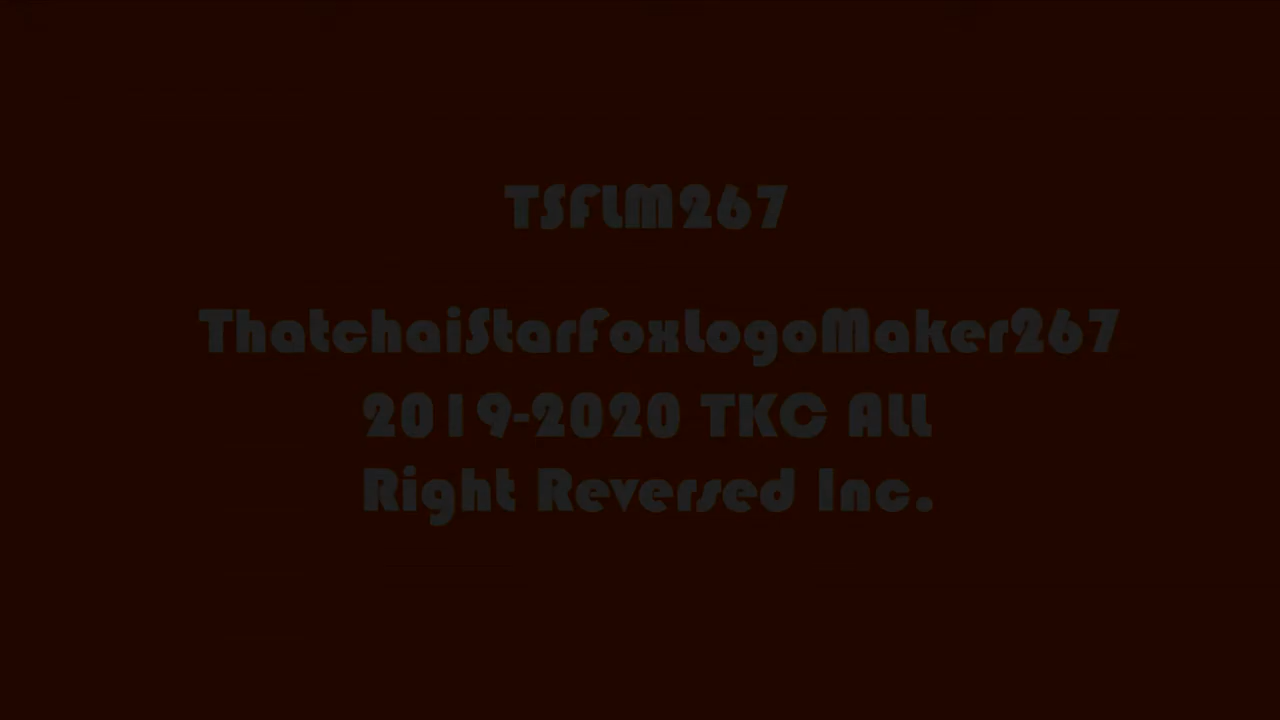 TSFLM267
ThatchaiStarFoxLogoMaker267
2019-2020 TKC ALL
Right Reversed Inc.